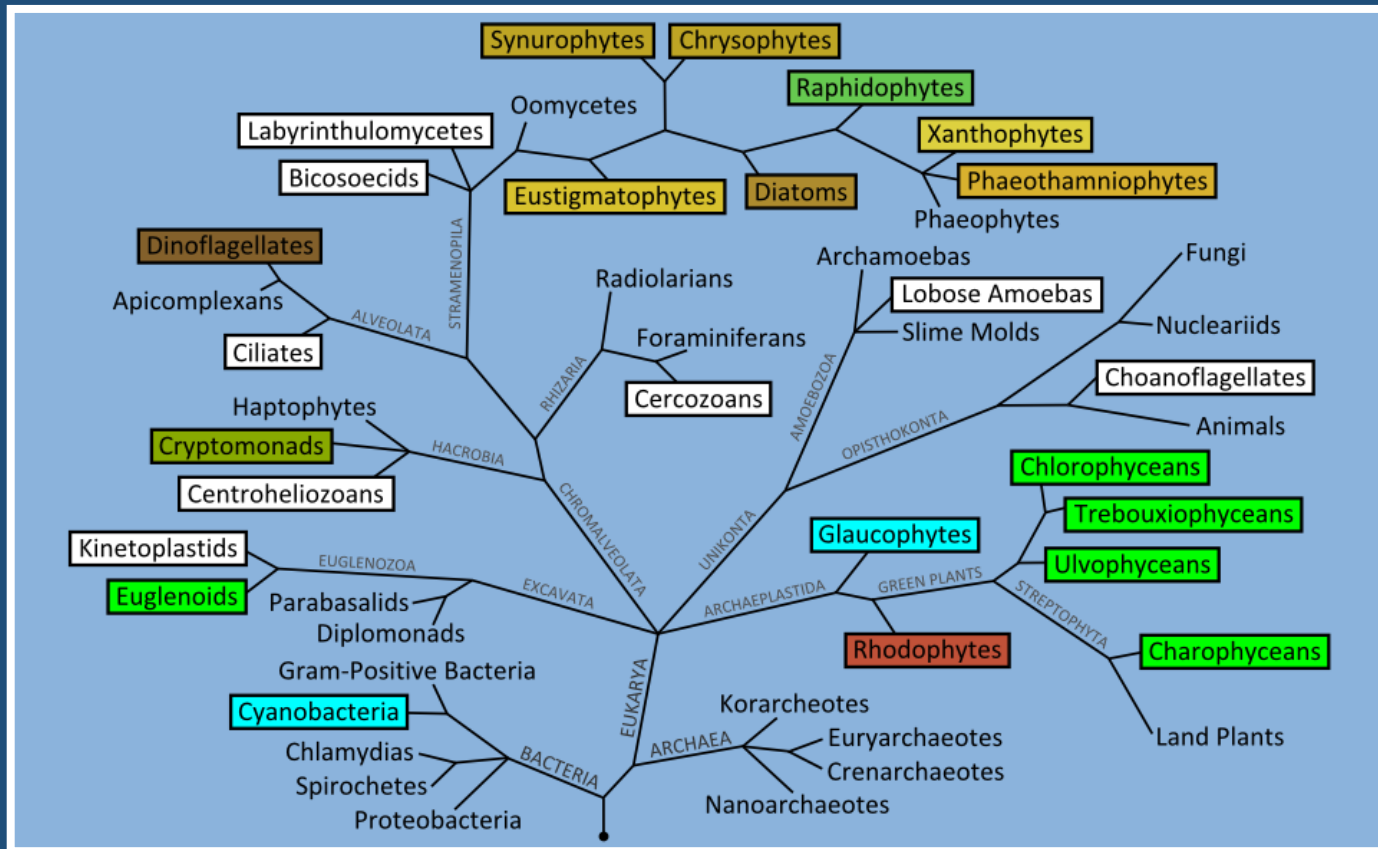 Synurophytes
Chrysophytes
Raphidophytes
Oomycetes
Labyrinthulomycetes
Xanthophytes
Bicosoecids
Eustigmatophytes
Diatoms
Phaeothamniophytes
Phaeophytes
Dinoflagellates
STRAMENOPILA
Archamoebas
Fungi
Apicomplexans
Radiolarians
Lobose Amoebas
ALVEOLATA
Foraminiferans
Slime Molds
Nucleariids
Ciliates
RHIZARIA
Cercozoans
AMOEBOZOA
Choanoflagellates
Haptophytes
OPISTHOKONTA
Animals
Cryptomonads
HACROBIA
Chlorophyceans
Centroheliozoans
CHROMALVEOLATA
UNIKONTA
Trebouxiophyceans
Kinetoplastids
EUGLENOZOA
Glaucophytes
Ulvophyceans
Euglenoids
EXCAVATA
ARCHAEPLASTIDA
GREEN PLANTS
STREPTOPHYTA
Parabasalids
Diplomonads
Rhodophytes
Charophyceans
Gram-Positive Bacteria
Cyanobacteria
EUKARYA
Korarcheotes
Chlamydias
BACTERIA
ARCHAEA
Euryarchaeotes
Land Plants
Spirochetes
Crenarchaeotes
Proteobacteria
Nanoarchaeotes